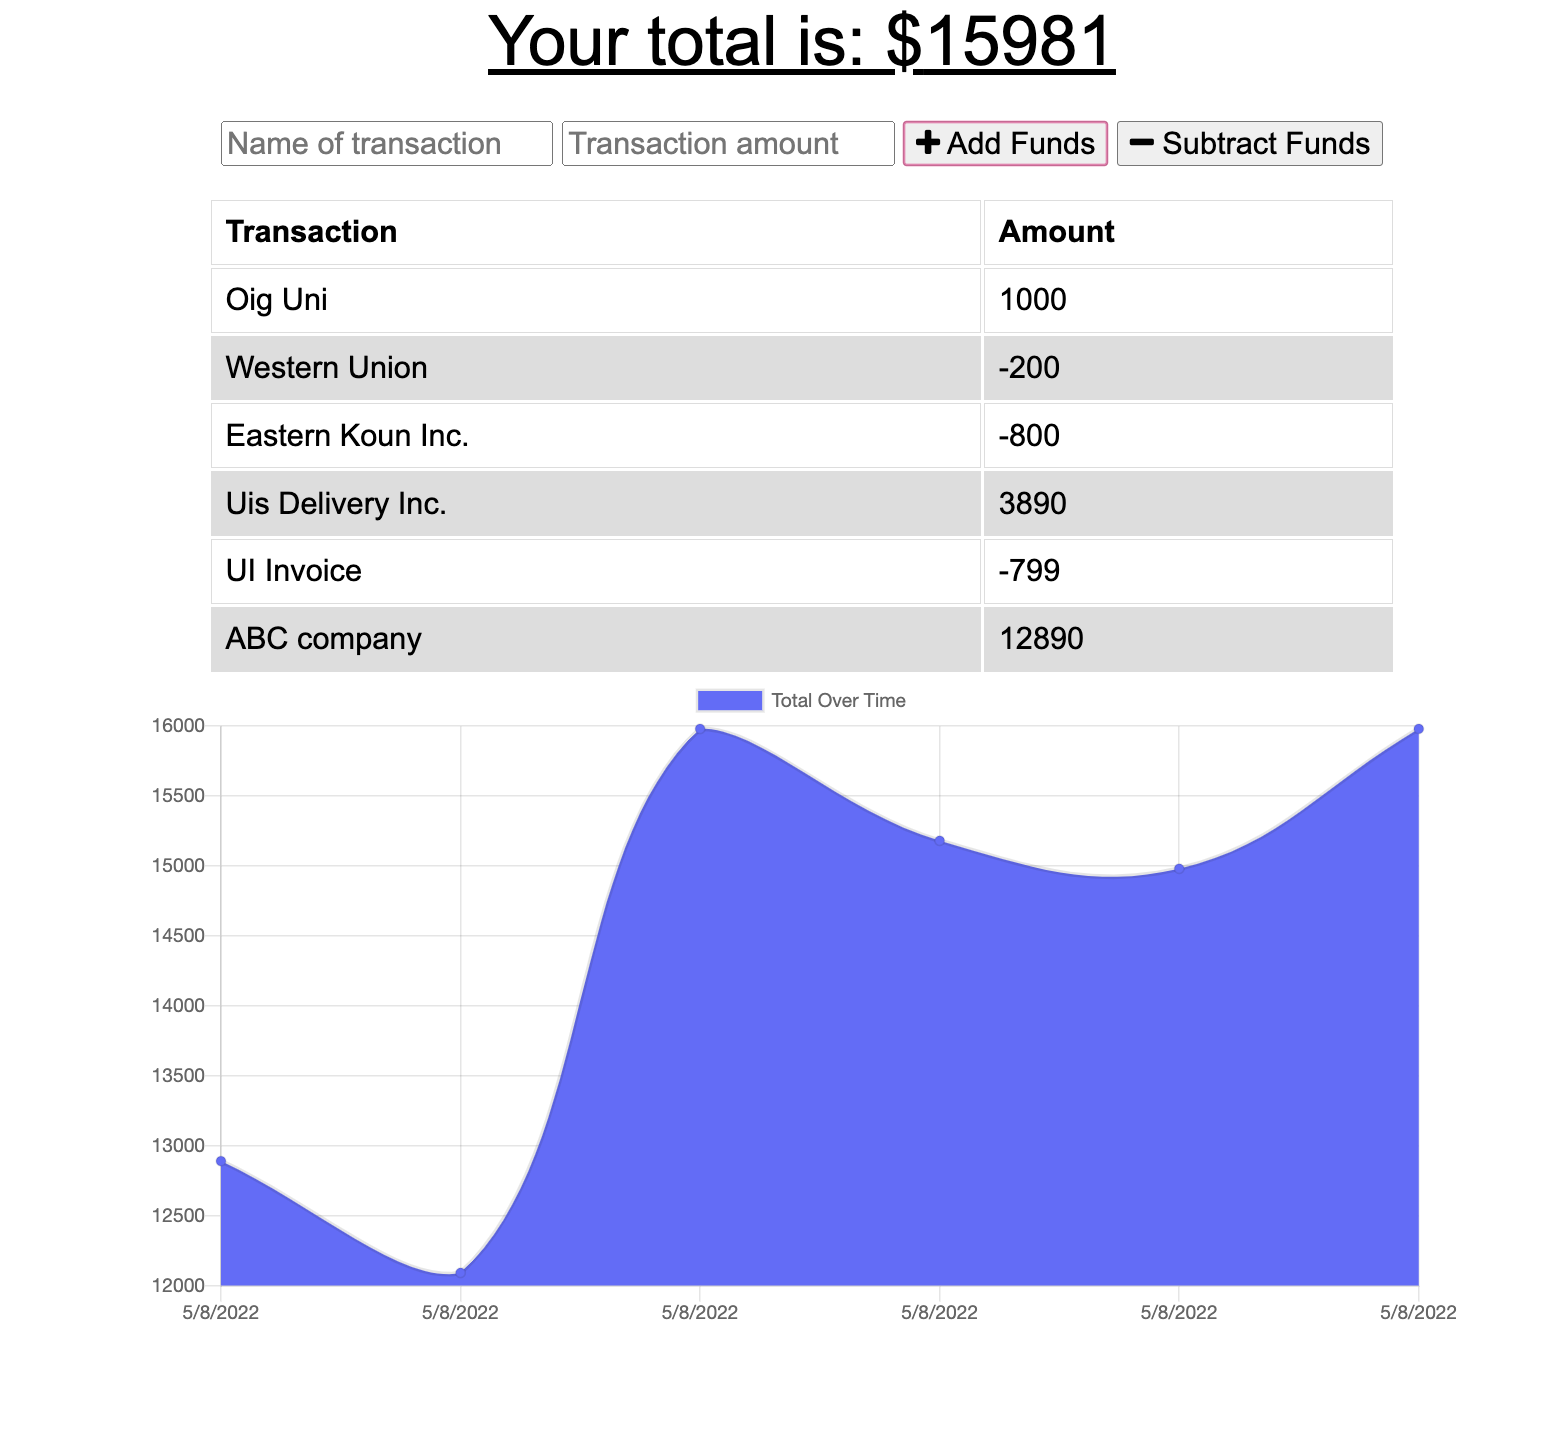 Your total is: $15981
Name of transaction Transaction amount + Add Funds − Subtract Funds
Transaction Amount
Oig Uni 1000
Western Union -200
Eastern Koun Inc. -800
Uis Delivery Inc. 3890
UI Invoice -799
ABC company 12890
Total Over Time
16000
15500
15000
14500
14000
13500
13000
12500
12000
5/8/2022 5/8/2022 5/8/2022 5/8/2022 5/8/2022 5/8/2022